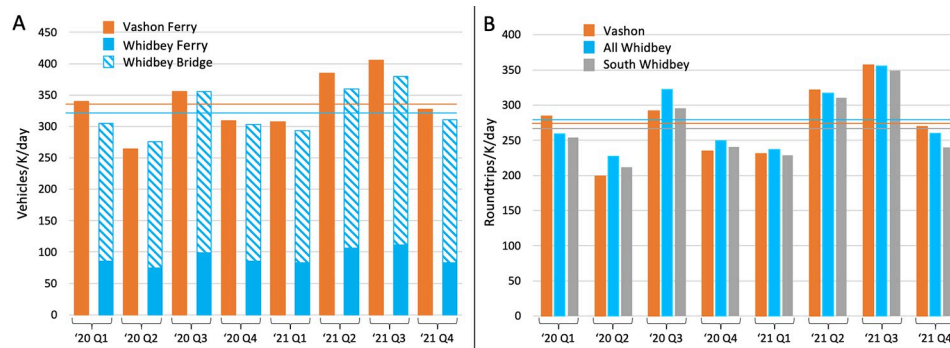 A
Vashon Ferry
Whidbey Ferry
Whidbey Bridge
Vehicles/K/day
450
400
350
300
250
200
150
100
50
0
'20 Q1
'20 Q2
'20 Q3
'20 Q4
'21 Q1
'21 Q2
'21 Q3
'21 Q4
B
Vashon
All Whidbey
South Whidbey
Roundtrips/K/day
400
350
300
250
200
150
100
50
0
'20 Q1
'20 Q2
'20 Q3
'20 Q4
'21 Q1
'21 Q2
'21 Q3
'21 Q4